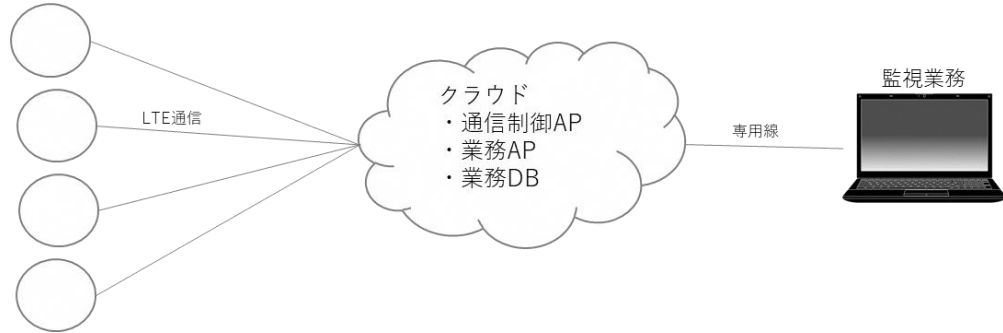 LTE通信
クラウド
・通信制御AP
・業務AP
・業務DB
専用線
監視業務